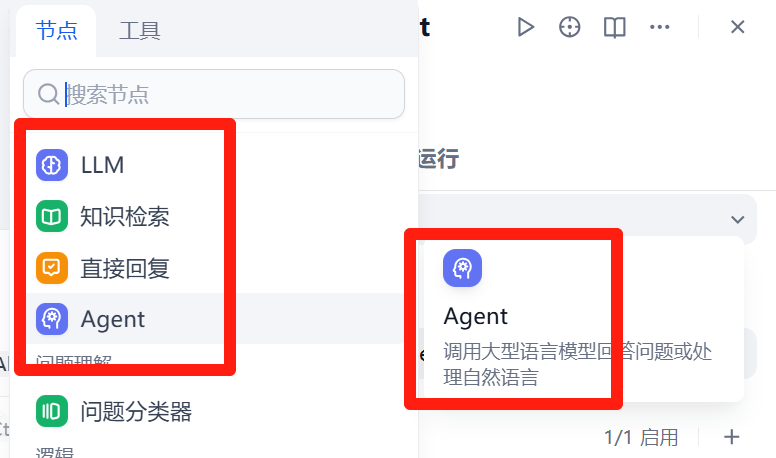 节点 工具
搜索节点
LLM
知识检索
直接回复
Agent
问题理解
问题分类器
逻辑
t
运行
Agent
调用大型语言模型回答问题或处
理自然语言
1/1 启用